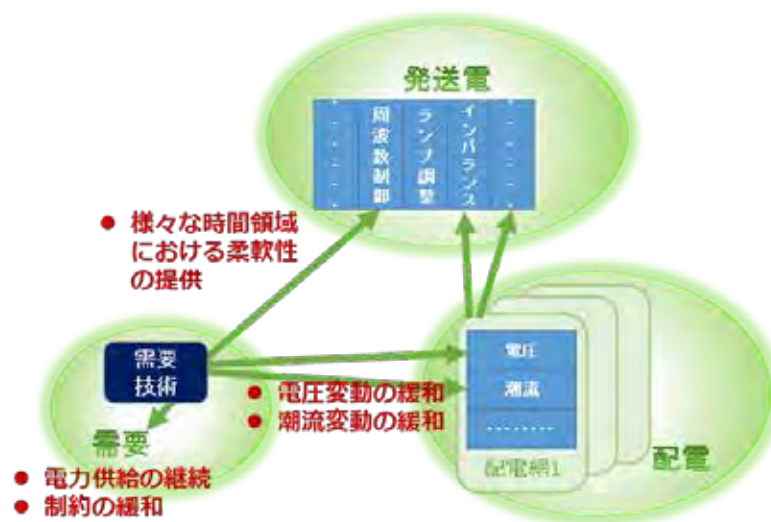 発送電
周波数制御
ランプ調整
インバランス
● 様々な時間領域
における柔軟性
の提供
需要
技術
電圧
潮流
--------
● 電圧変動の緩和
● 潮流変動の緩和
需要
配電網1
配電
● 電力供給の継続
● 制約の緩和